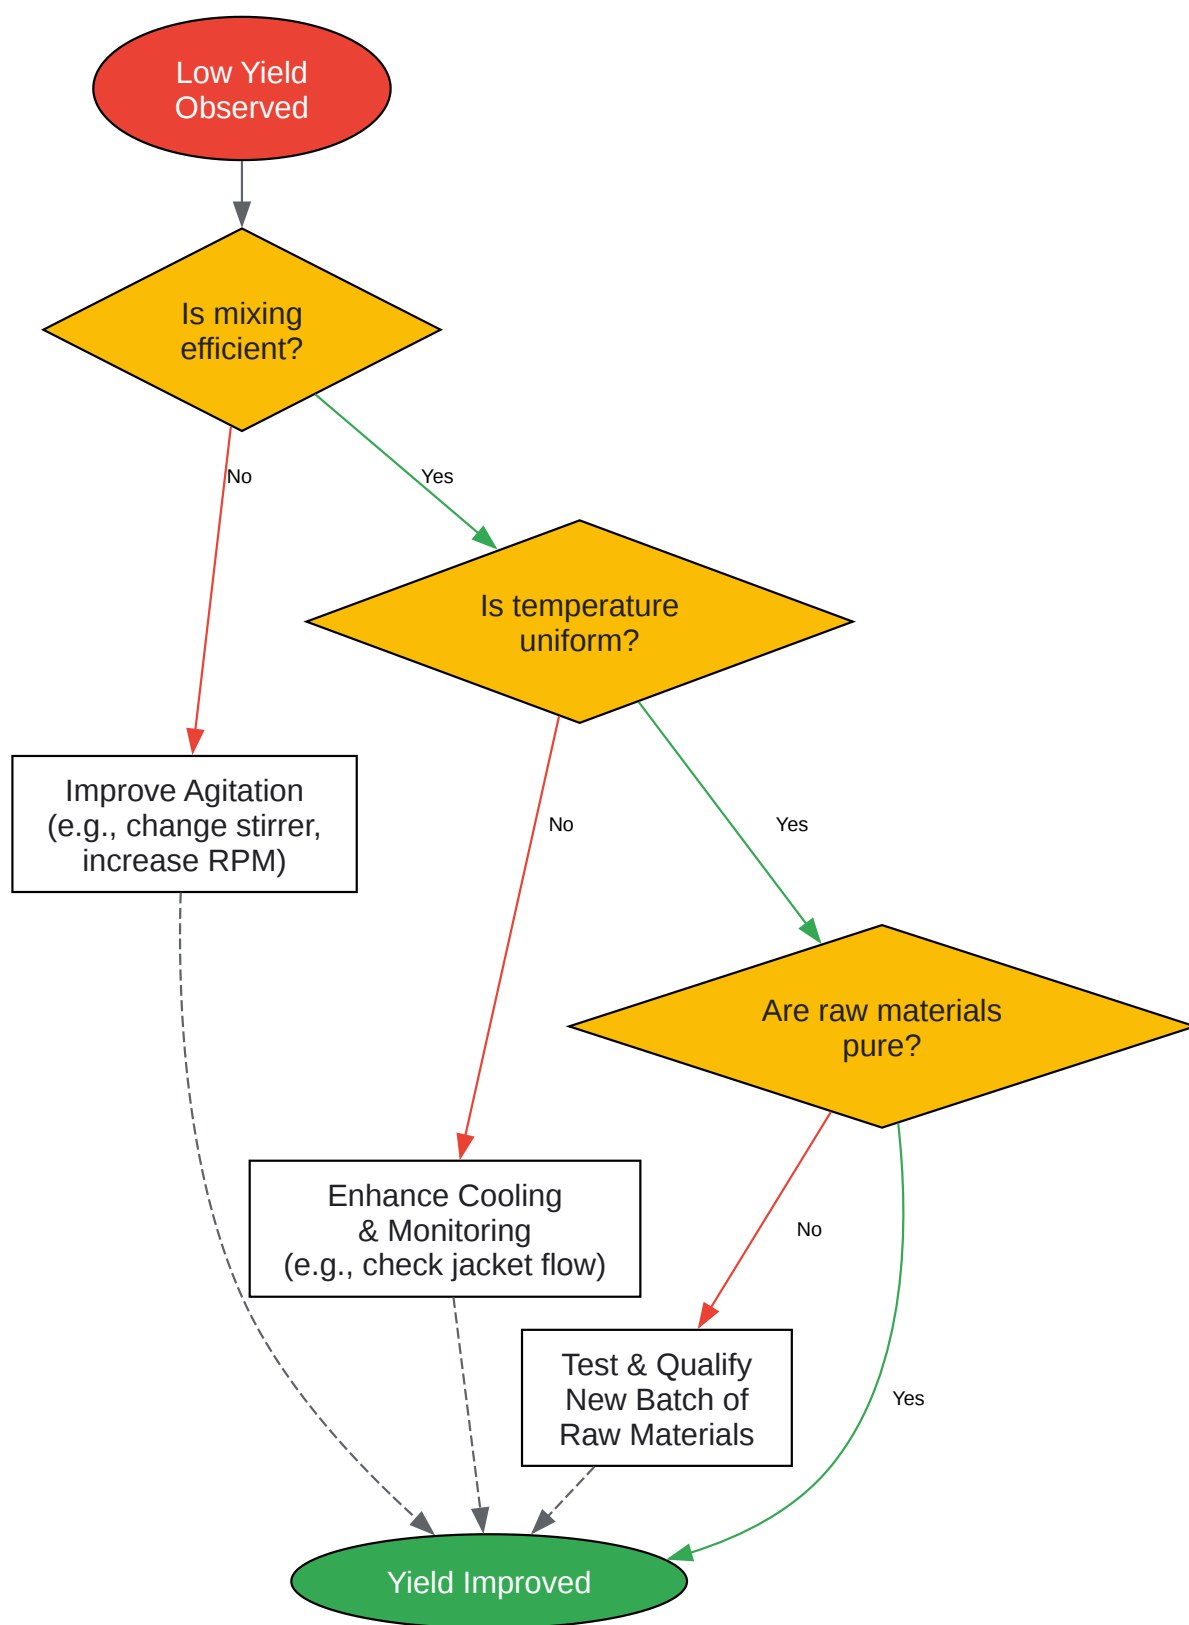 Low Yield
Observed
Is mixing
efficient?
No
Yes
Is temperature
uniform?
Improve Agitation
(e.g., change stirrer,
increase RPM)
No
Yes
Are raw materials
pure?
Enhance Cooling
& Monitoring
(e.g., check jacket flow)
No
Test & Qualify
New Batch of
Raw Materials
Yes
Yield Improved